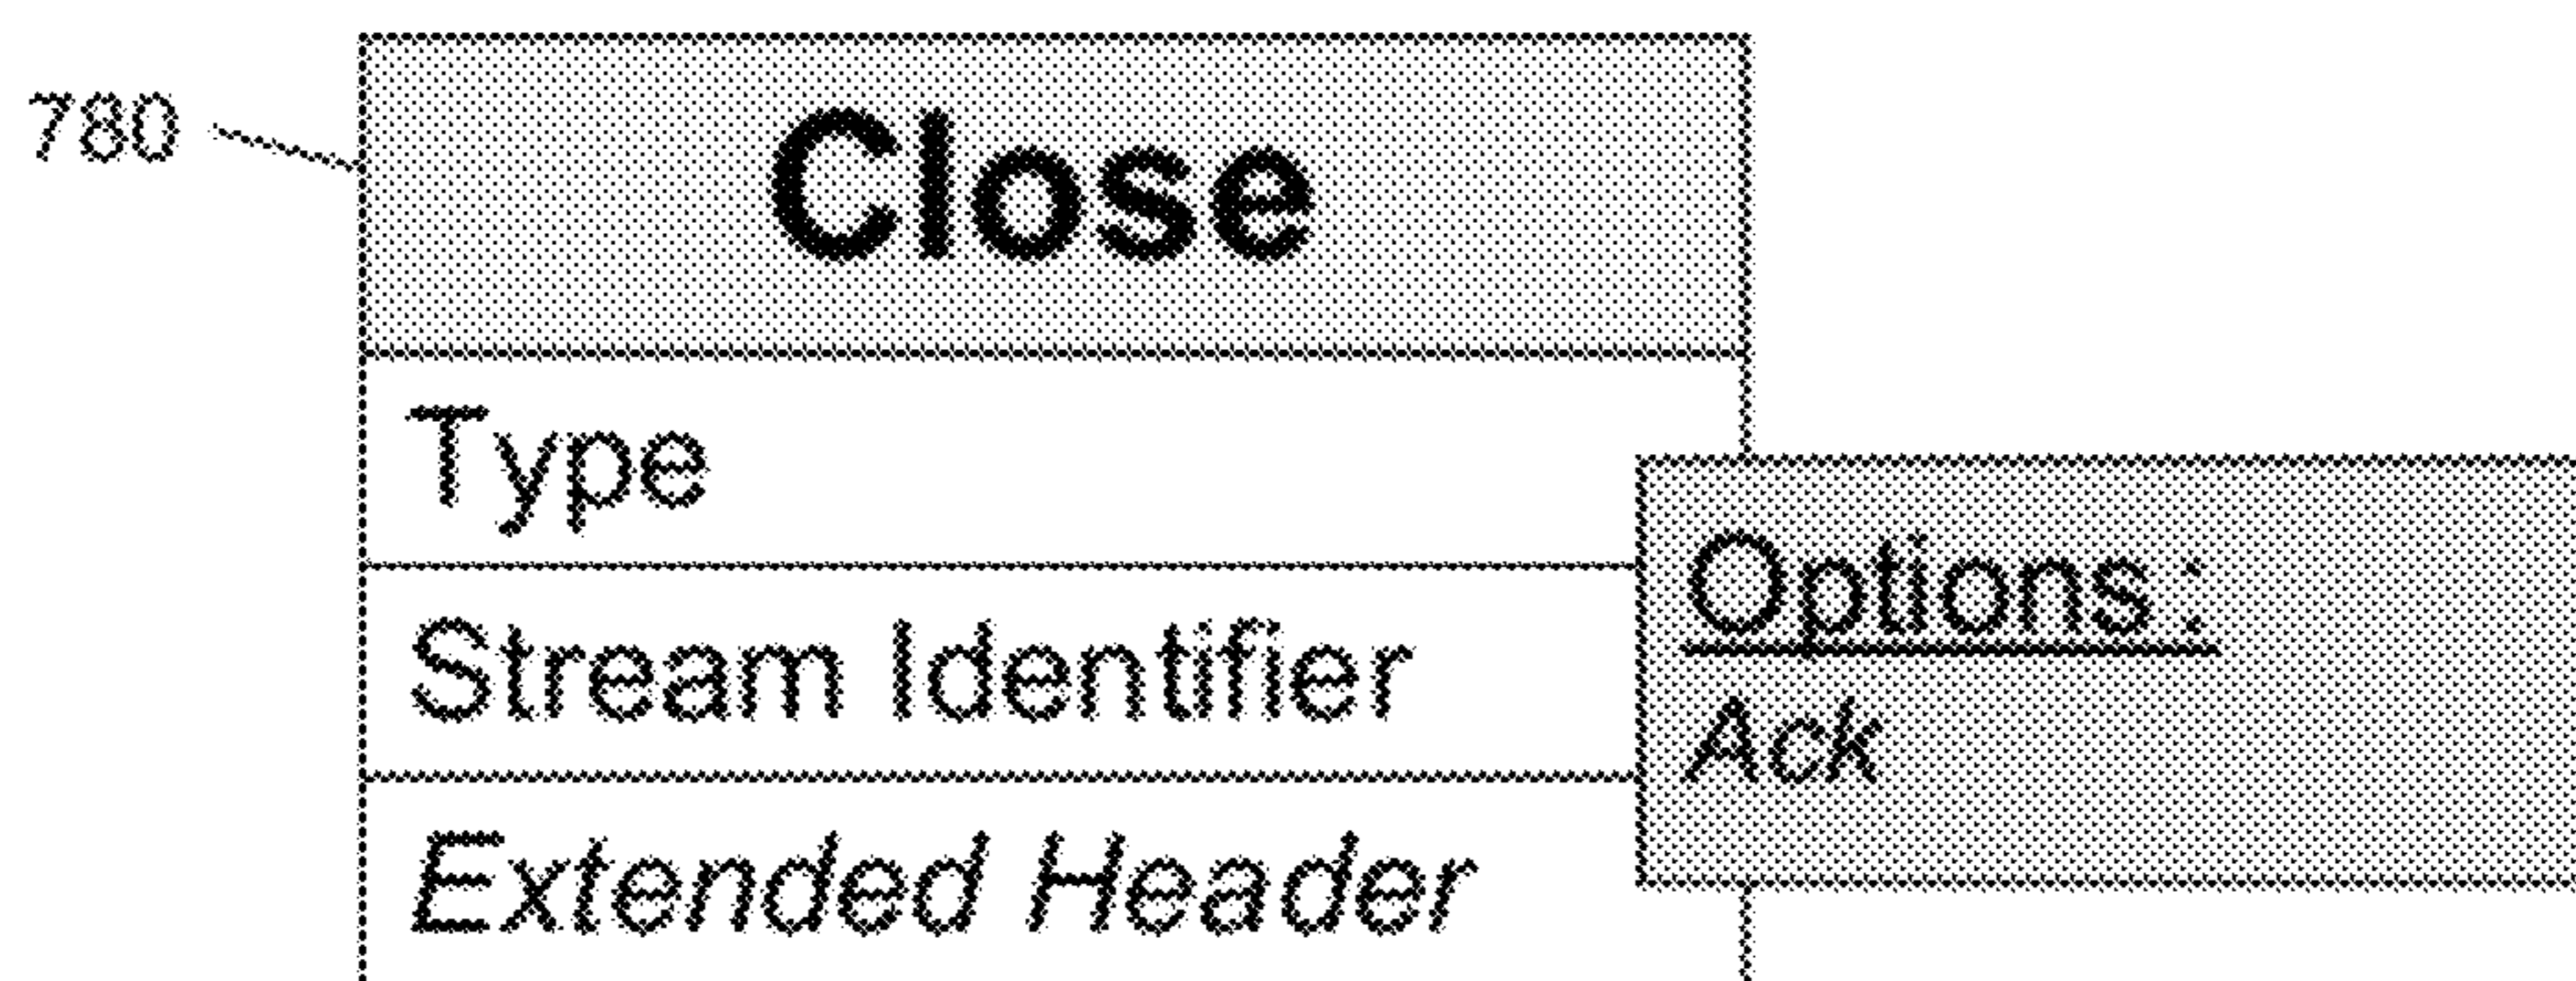 780
Close
Type
Stream Identifier
Extended Header
Options:
Ack